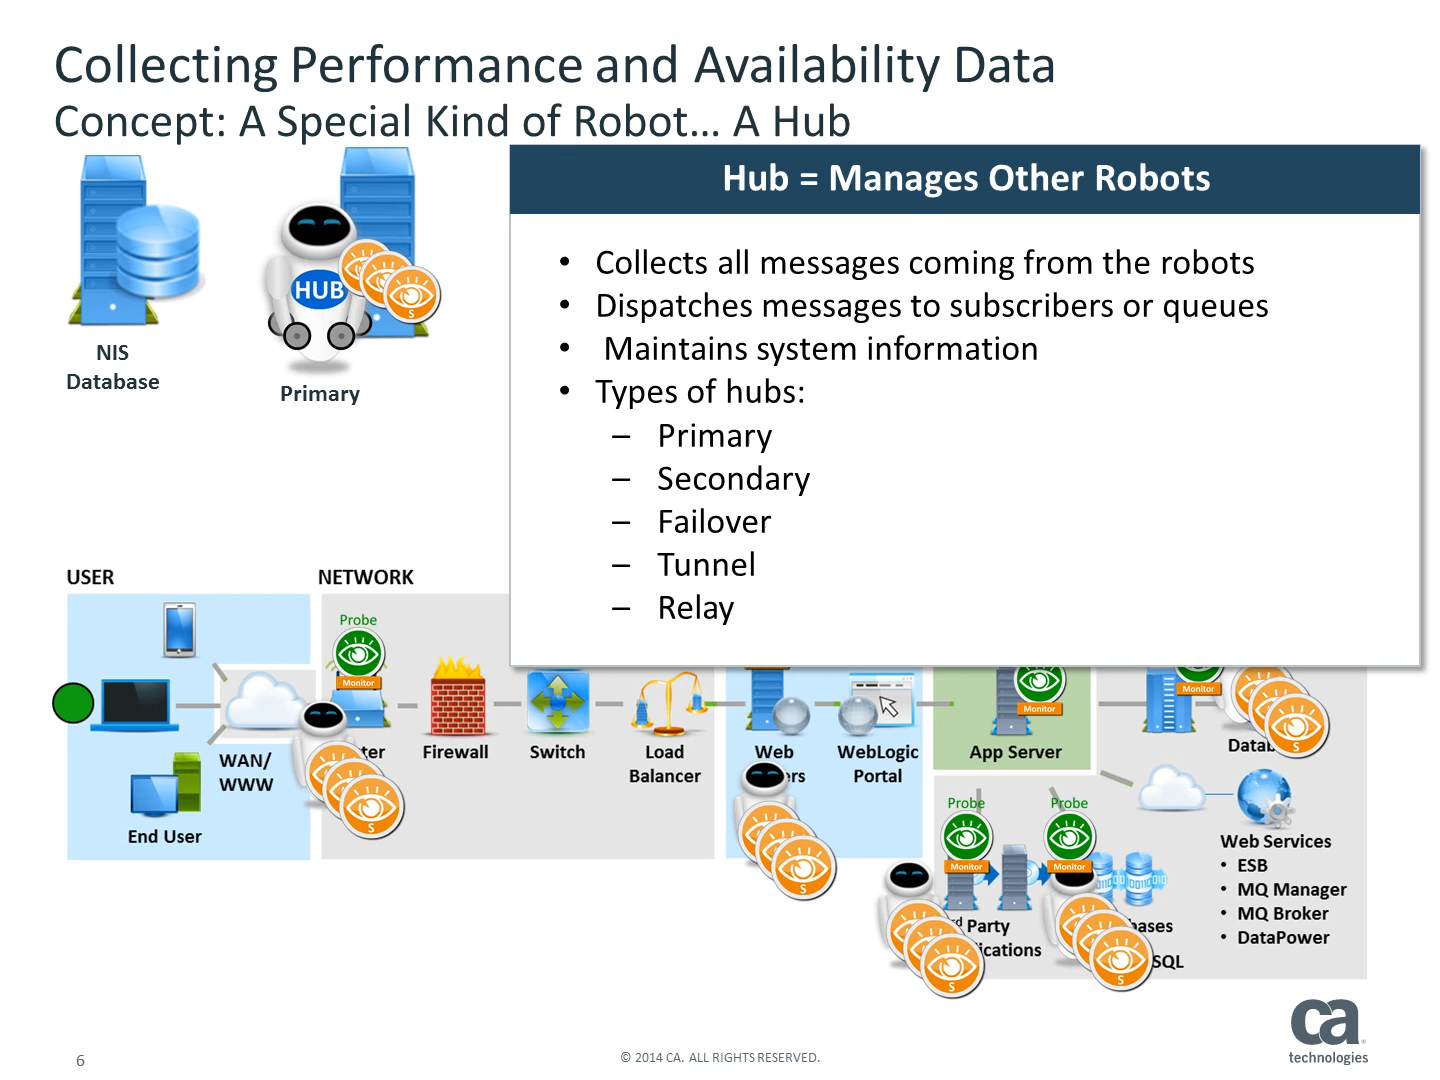 Collecting Performance and Availability Data
Concept: A Special Kind of Robot... A Hub
Hub = Manages Other Robots
• Collects all messages coming from the robots
• Dispatches messages to subscribers or queues
• Maintains system information
• Types of hubs:
– Primary
– Secondary
– Failover
– Tunnel
– Relay
HUB
S
NIS
Database
Primary
USER
NETWORK
Probe
Monitor
WAN/
WWW
End User
S
Firewall
Switch
Load
Balancer
Web
S
WebLogic
Portal
Monitor
App Server
Monitor
S
Probe
Monitor
Probe
Monitor
rd Party
S
S
SQL
Web Services
• ESB
• MQ Manager
• MQ Broker
• DataPower
6
© 2014 CA. ALL RIGHTS RESERVED.
ca
technologies